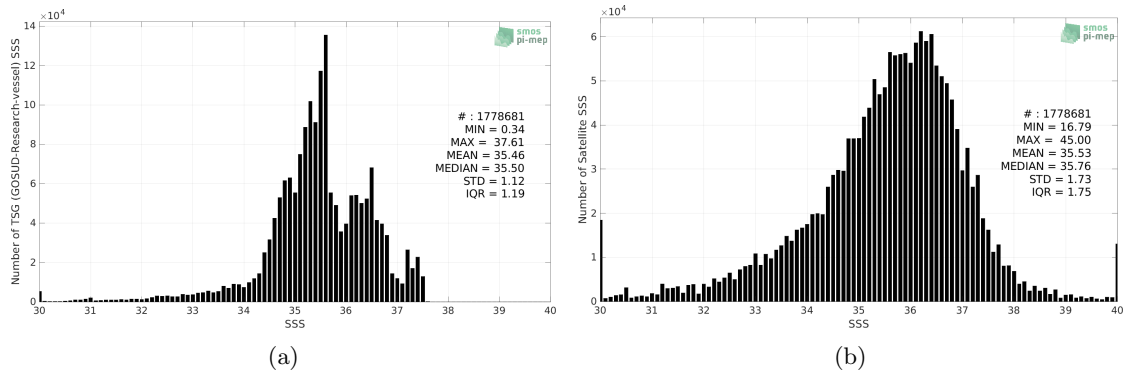 ×10⁴
smos
pi-mep
14
12
10
8
6
4
2
0
Number of TSG (GOSUD-Research-vessel) SSS
# : 1778681
MIN = 0.34
MAX = 37.61
MEAN = 35.46
MEDIAN = 35.50
STD = 1.12
IQR = 1.19
30 31 32 33 34 35 36 37 38 39 40
SSS
(a)
×10⁴
smos
pi-mep
6
5
4
3
2
1
0
Number of Satellite SSS
# : 1778681
MIN = 16.79
MAX = 45.00
MEAN = 35.53
MEDIAN = 35.76
STD = 1.73
IQR = 1.75
30 31 32 33 34 35 36 37 38 39 40
SSS
(b)